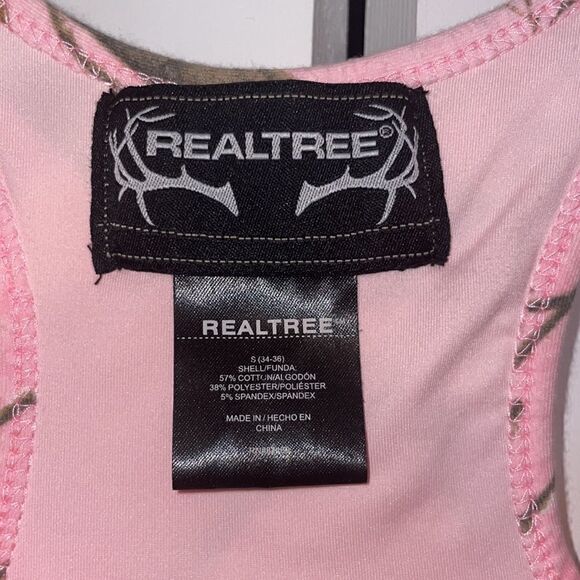 REALTREE®
REALTREE
S (34-36)
SHELL/FUNDA:
57% COTTON/ALGODÓN
38% POLYESTER/POLIÉSTER
5% SPANDEX/SPANDEX
MADE IN / HECHO EN
CHINA